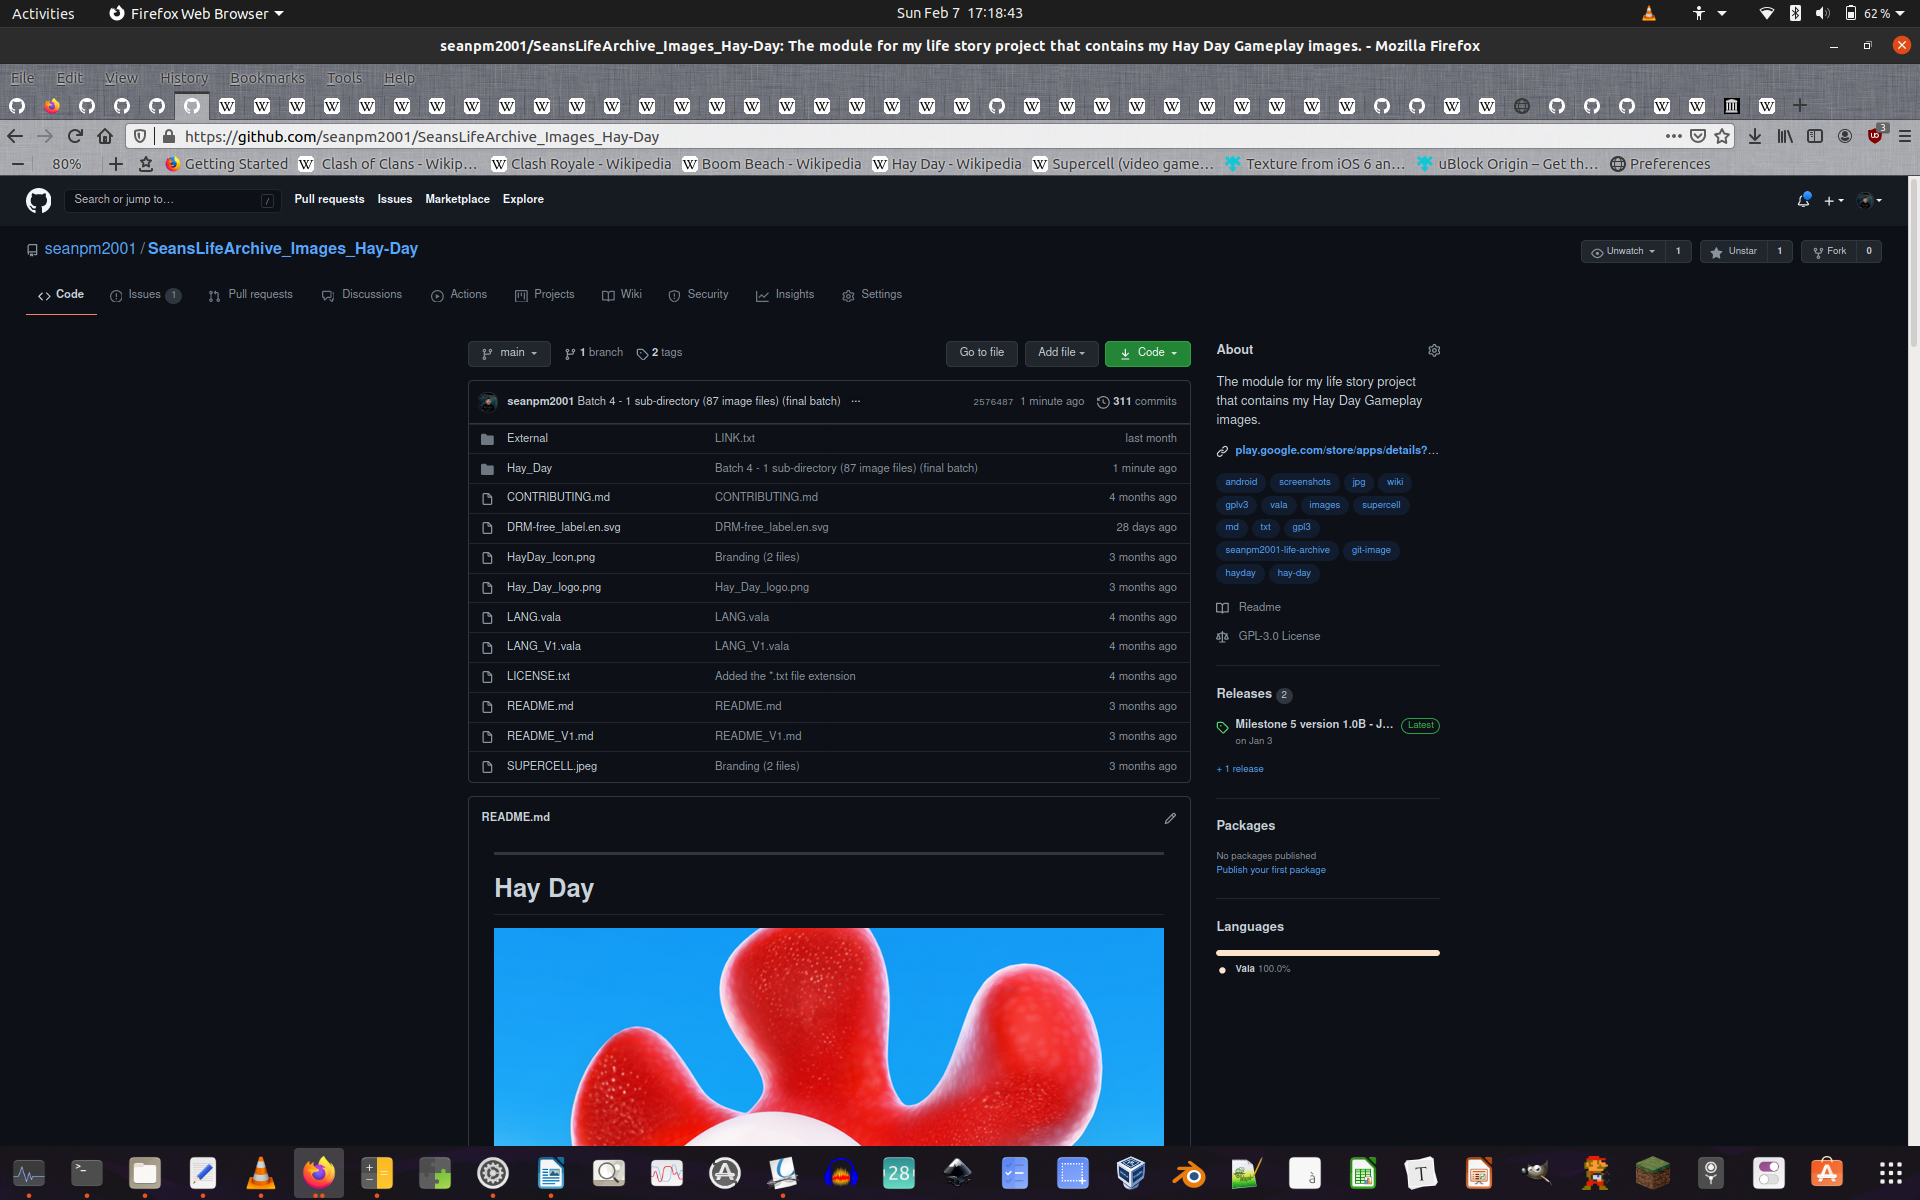 Activities
Firefox Web Browser
Sun Feb 7 17:18:43
62 %
seanpm2001/SeansLifeArchive_Images_Hay-Day: The module for my life story project that contains my Hay Day Gameplay images. - Mozilla Firefox
File Edit View History Bookmarks Tools Help
https://github.com/seanpm2001/SeansLifeArchive_Images_Hay-Day
3
80%
Getting Started
Clash of Clans - Wikip…
Clash Royale - Wikipedia
Boom Beach - Wikipedia
Hay Day - Wikipedia
Supercell (video game…
Texture from iOS 6 an…
uBlock Origin – Get th…
Preferences
Search or jump to…
/
Pull requests
Issues
Marketplace
Explore
seanpm2001 / SeansLifeArchive_Images_Hay-Day
Unwatch 1
Unstar 1
Fork 0
Code
Issues 1
Pull requests
Discussions
Actions
Projects
Wiki
Security
Insights
Settings
main
1 branch
2 tags
Go to file
Add file
Code
seanpm2001 Batch 4 - 1 sub-directory (87 image files) (final batch) ...
2576487 1 minute ago
311 commits
External LINK.txt last month
Hay_Day Batch 4 - 1 sub-directory (87 image files) (final batch) 1 minute ago
CONTRIBUTING.md CONTRIBUTING.md 4 months ago
DRM-free_label.en.svg DRM-free_label.en.svg 28 days ago
HayDay_Icon.png Branding (2 files) 3 months ago
Hay_Day_logo.png Hay_Day_logo.png 3 months ago
LANG.vala LANG.vala 4 months ago
LANG_V1.vala LANG_V1.vala 4 months ago
LICENSE.txt Added the *.txt file extension 4 months ago
README.md README.md 3 months ago
README_V1.md README_V1.md 3 months ago
SUPERCELL.jpeg Branding (2 files) 3 months ago
README.md
Hay Day
About
The module for my life story project
that contains my Hay Day Gameplay
images.
play.google.com/store/apps/details?…
android screenshots jpg wiki
gplv3 vala images supercell
md txt gpl3
seanpm2001-life-archive git-image
hayday hay-day
Readme
GPL-3.0 License
Releases 2
Milestone 5 version 1.0B - J… Latest
on Jan 3
+ 1 release
Packages
No packages published
Publish your first package
Languages
Vala 100.0%
28